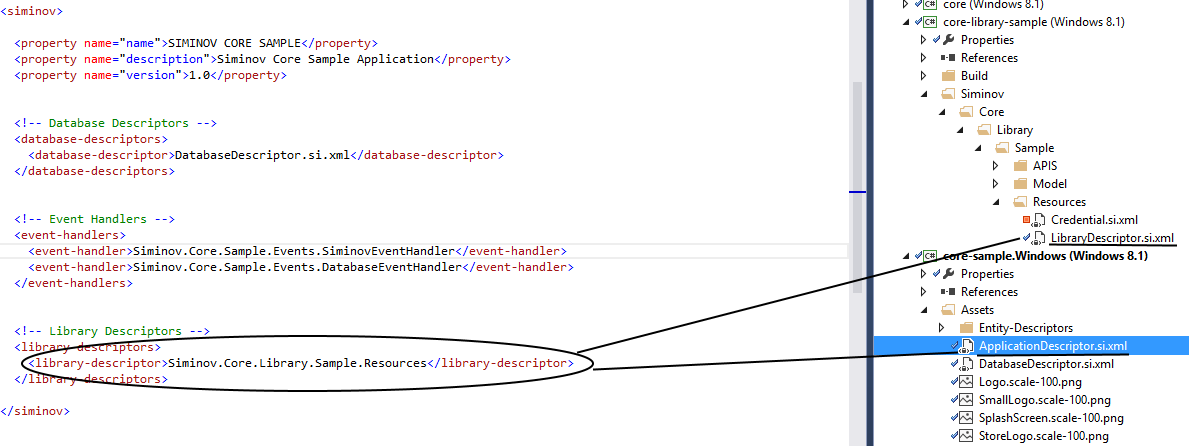 <siminov>
<property name="name">SIMINOV CORE SAMPLE</property>
<property name="description">Siminov Core Sample Application</property>
<property name="version">1.0</property>
<!-- Database Descriptors -->
<database-descriptors>
<database-descriptor>DatabaseDescriptor.si.xml</database-descriptor>
</database-descriptors>
<!-- Event Handlers -->
<event-handlers>
<event-handler>Siminov.Core.Sample.Events.SiminovEventHandler</event-handler>
<event-handler>Siminov.Core.Sample.Events.DatabaseEventHandler</event-handler>
</event-handlers>
<!-- Library Descriptors -->
<library-descriptors>
<library-descriptor>Siminov.Core.Library.Sample.Resources</library-descriptor>
</library-descriptors>
</siminov>
core (Windows 8.1)
C# core-library-sample (Windows 8.1)
Properties
References
Build
Siminov
Core
Library
Sample
APIS
Model
Resources
Credential.si.xml
LibraryDescriptor.si.xml
C# core-sample.Windows (Windows 8.1)
Properties
References
Assets
Entity-Descriptors
ApplicationDescriptor.si.xml
DatabaseDescriptor.si.xml
Logo.scale-100.png
SmallLogo.scale-100.png
SplashScreen.scale-100.png
StoreLogo.scale-100.png